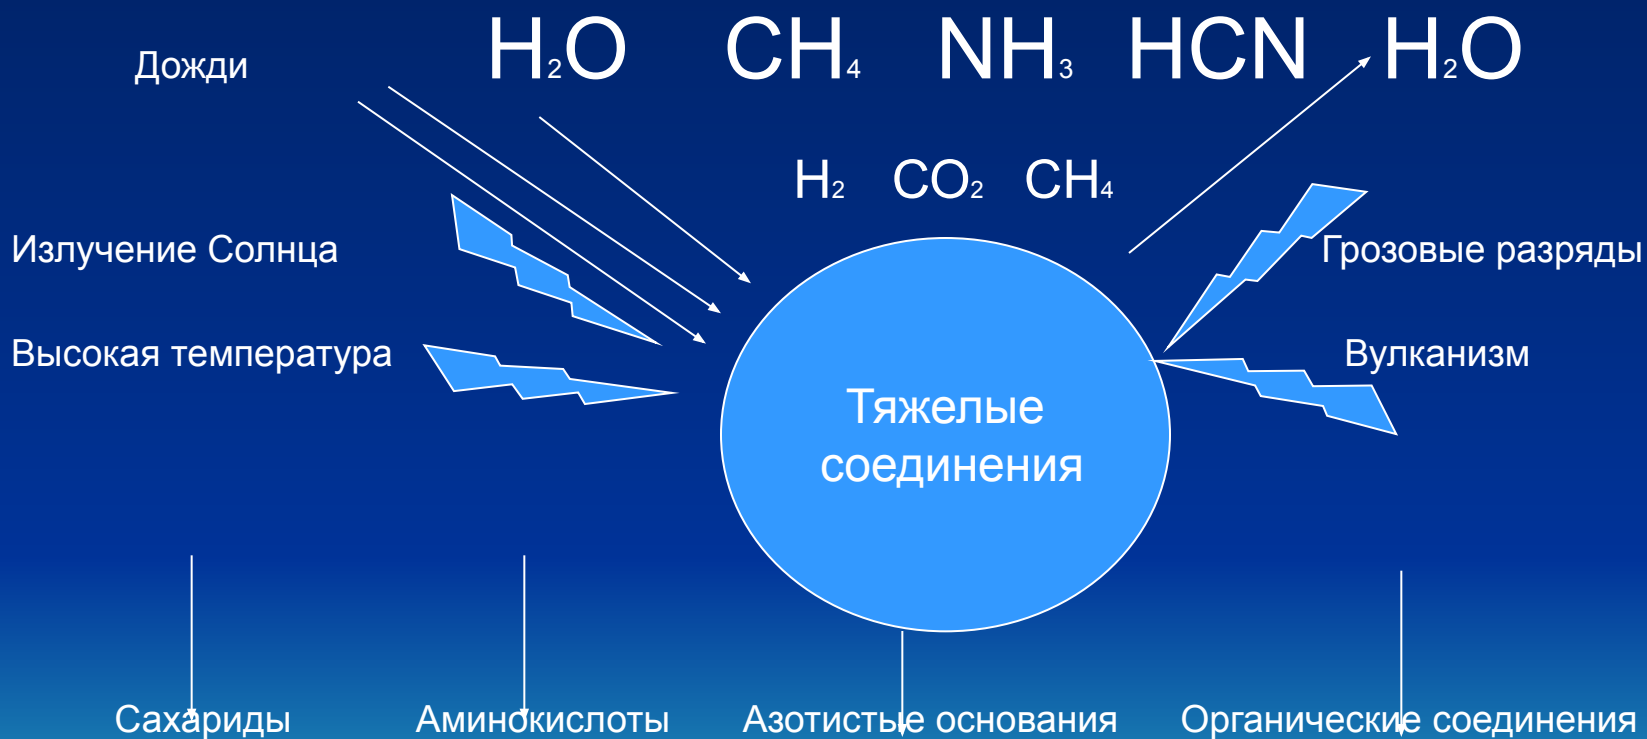 Дожди H₂O CH₄ NH₃ HCN H₂O
H₂ CO₂ CH₄
Излучение Солнца Грозовые разряды
Высокая температура Вулканизм
Тяжелые
соединения
Сахариды Аминокислоты Азотистые основания Органические соединения